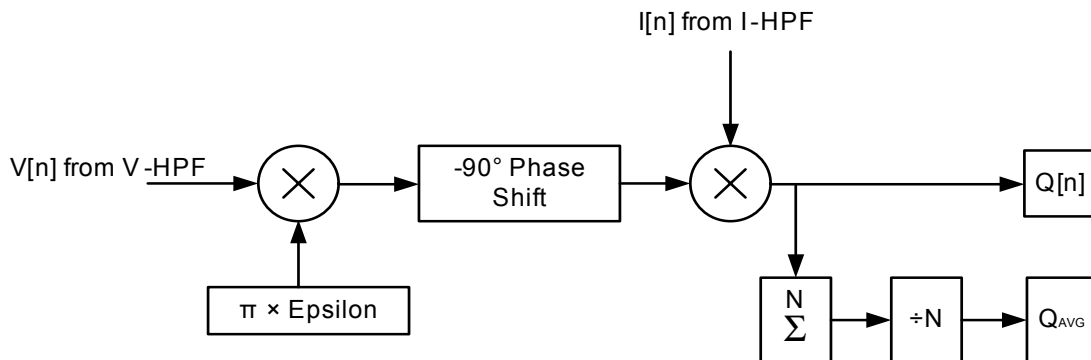 I[n] from I-HPF
V[n] from V-HPF
-90° Phase
Shift
Q[n]
π × Epsilon
N
Σ
÷N
QAVG